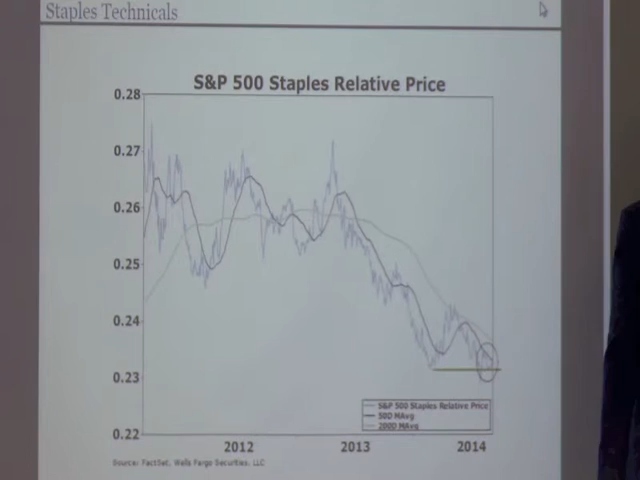 Staples Technicals
S&P 500 Staples Relative Price
0.28
0.27
0.26
0.25
0.24
0.23
0.22
S&P 500 Staples Relative Price
50D MAvg
200D MAvg
2012 2013 2014
Source: FactSet, Wells Fargo Securities, LLC